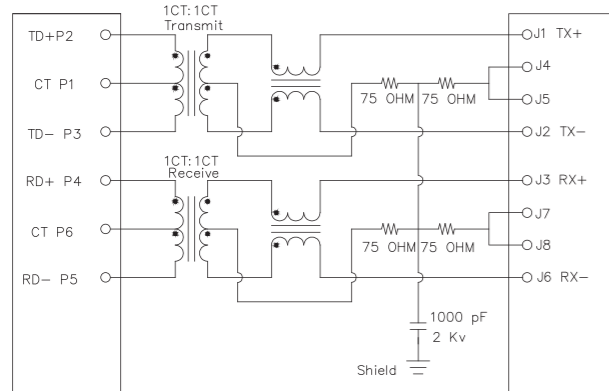 1CT:1CT
Transmit
TD+P2
J1 TX+
J4
CT P1
75 OHM
75 OHM
J5
TD- P3
J2 TX-
1CT:1CT
Receive
RD+ P4
J3 RX+
J7
CT P6
75 OHM
75 OHM
J8
RD- P5
J6 RX-
1000 pF
2 Kv
Shield